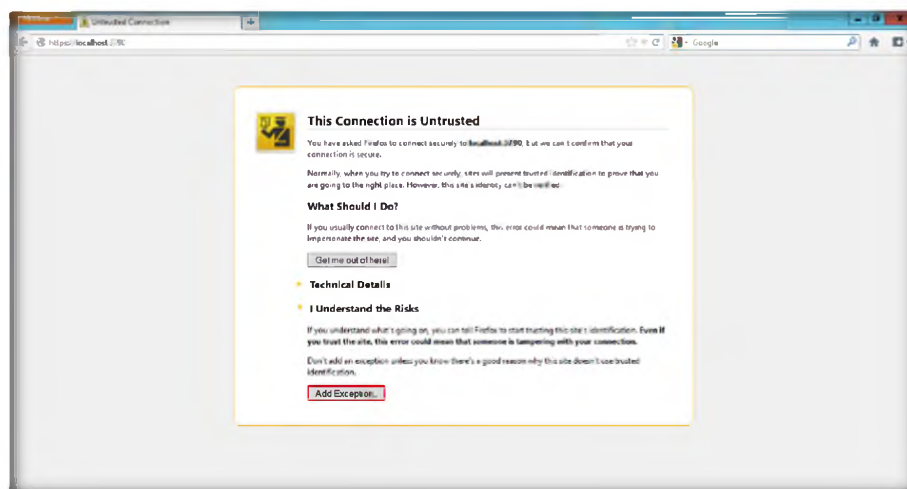 Untrusted Connection
https://localhost:3790
Google
This Connection is Untrusted
You have asked Firefox to connect securely to localhost:3790, but we can't confirm that your
connection is secure.
Normally, when you try to connect securely, sites will present trusted identification to prove that you
are going to the right place. However, this site's identity can't be verified.
What Should I Do?
If you usually connect to this site without problems, this error could mean that someone is trying to
impersonate the site, and you shouldn't continue.
Get me out of here!
Technical Details
I Understand the Risks
If you understand what's going on, you can tell Firefox to start trusting this site's identification. Even if
you trust the site, this error could mean that someone is tampering with your connection.
Don't add an exception unless you know there's a good reason why this site doesn't use trusted
identification.
Add Exception...